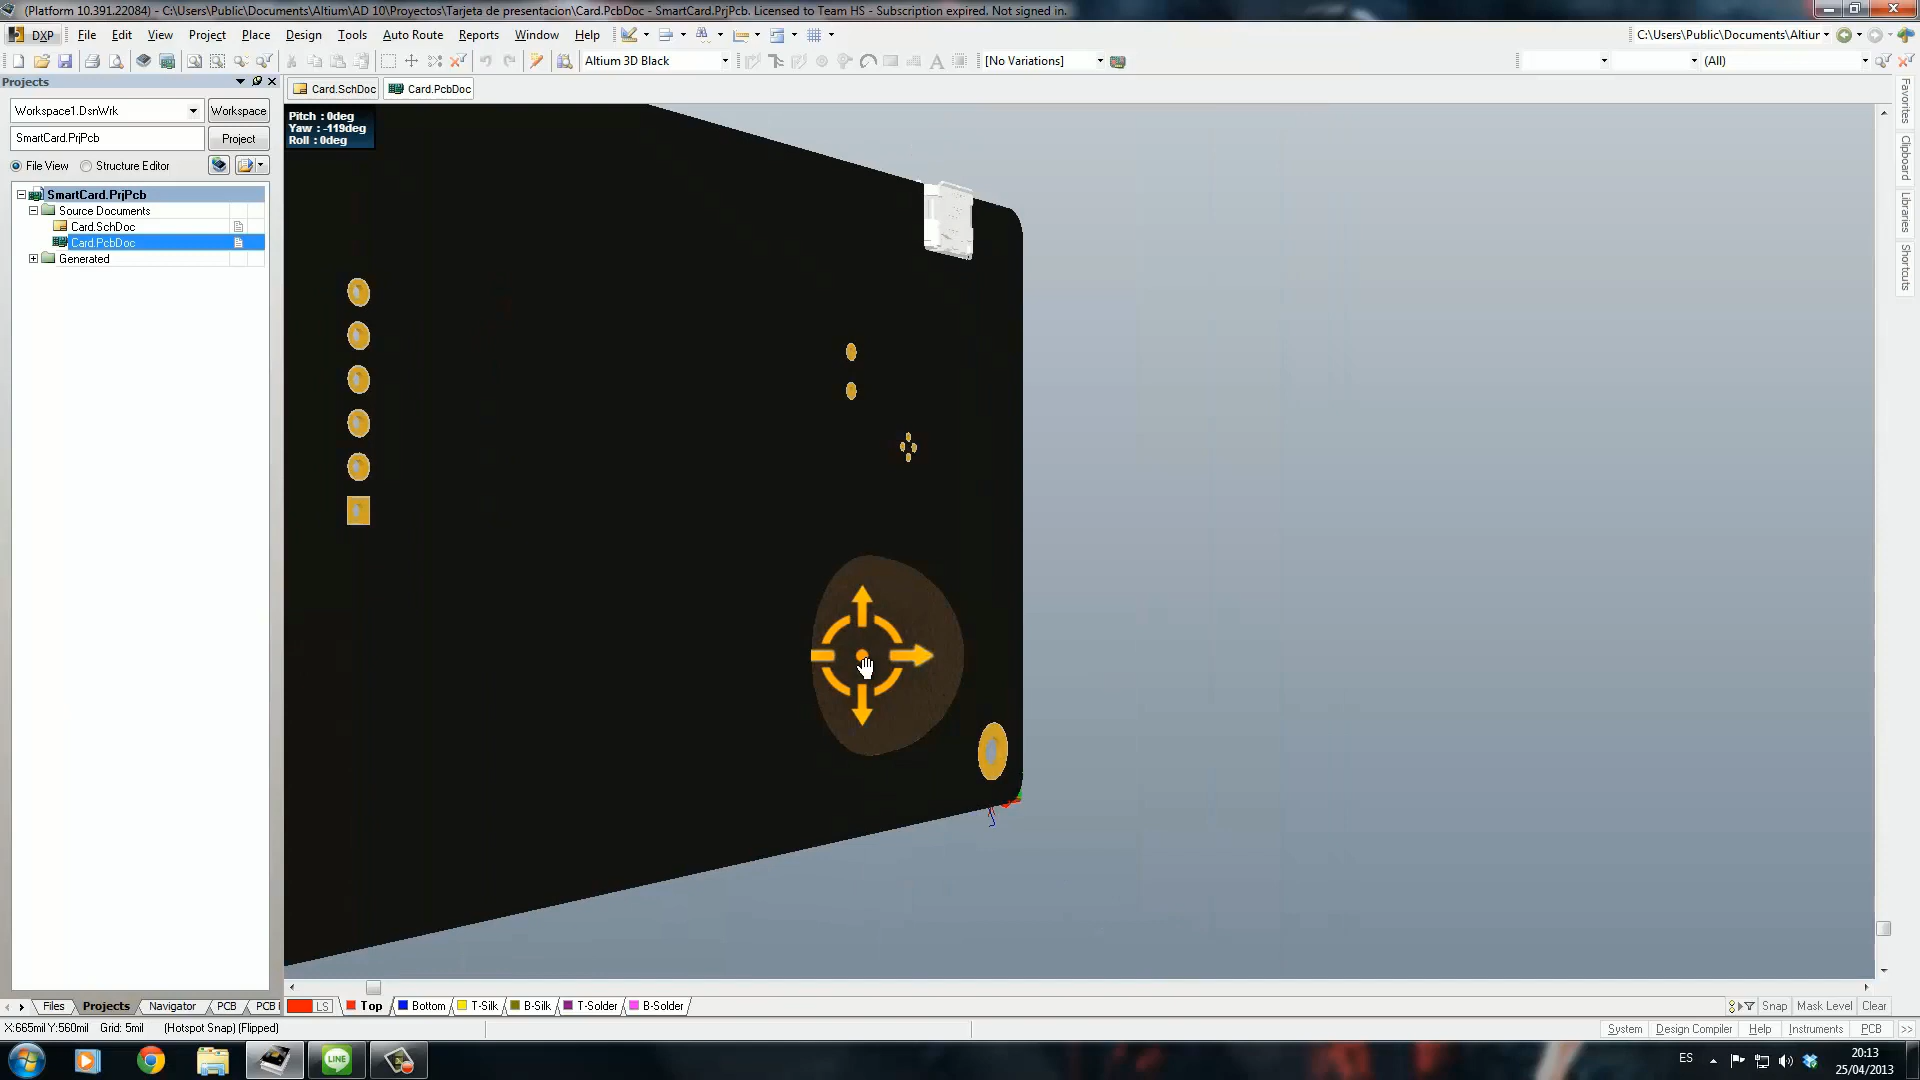 (Platform 10.391.22084) - C:\Users\Public\Documents\Altium\AD 10\Proyectos\Tarjeta de presentacion\Card.PcbDoc - SmartCard.PrjPcb. Licensed to Team HS - Subscription expired. Not signed in.
DXP File Edit View Project Place Design Tools Auto Route Reports Window Help C:\Users\Public\Documents\Altiur
Altium 3D Black [No Variations] (All)
Projects
Card.SchDoc Card.PcbDoc
Workspace1.DsnWrk Workspace
SmartCard.PrjPcb Project
File View Structure Editor
SmartCard.PrjPcb
Source Documents
Card.SchDoc
Card.PcbDoc
Generated
Pitch : 0deg
Yaw : -119deg
Roll : 0deg
Favorites
Clipboard
Libraries
Shortcuts
Files Projects Navigator PCB PCB
LS Top Bottom T-Silk B-Silk T-Solder B-Solder Snap Mask Level Clear
X:665mil Y:560mil Grid: 5mil (Hotspot Snap) (Flipped) System Design Compiler Help Instruments PCB >>
LINE
ES
20:13
25/04/2013